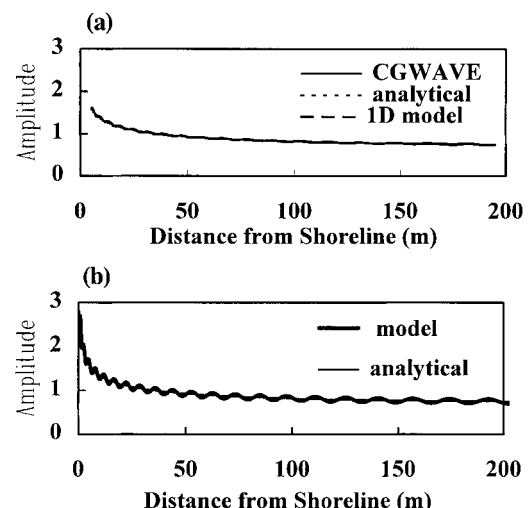 (a)
3
2
1
0
Amplitude
CGWAVE
analytical
1D model
0 50 100 150 200
Distance from Shoreline (m)
(b)
3
2
1
0
Amplitude
model
analytical
0 50 100 150 200
Distance from Shoreline (m)